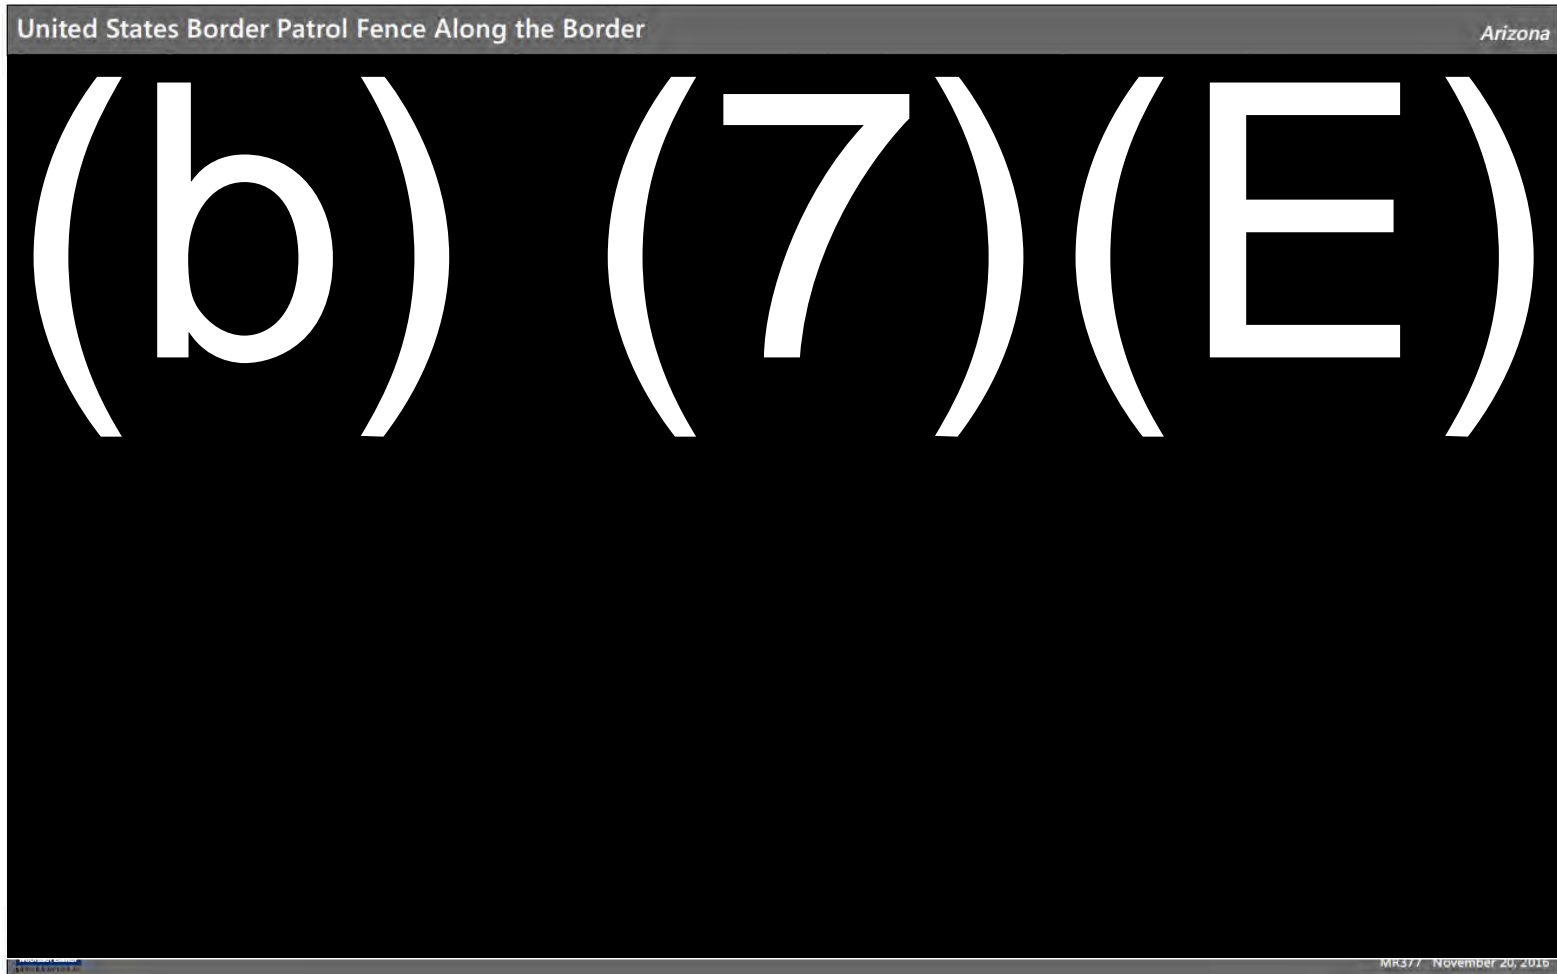 United States Border Patrol Fence Along the Border
Arizona
(b) (7)(E)
MR377 November 20, 2016